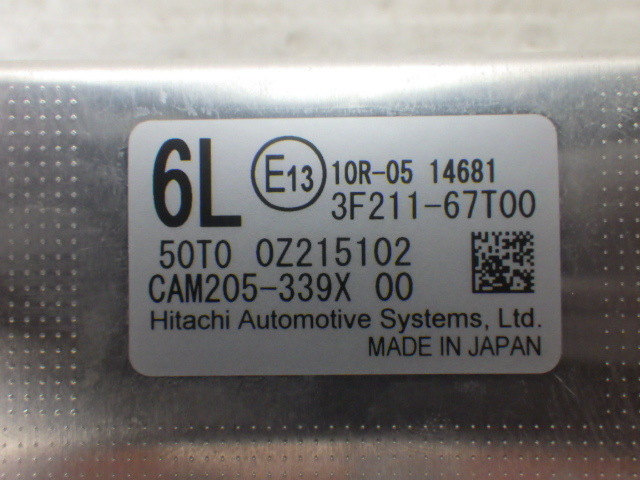 6L E13 10R-05 14681
3F211-67T00
50T0 0Z215102
CAM205-339X 00
Hitachi Automotive Systems, Ltd.
MADE IN JAPAN